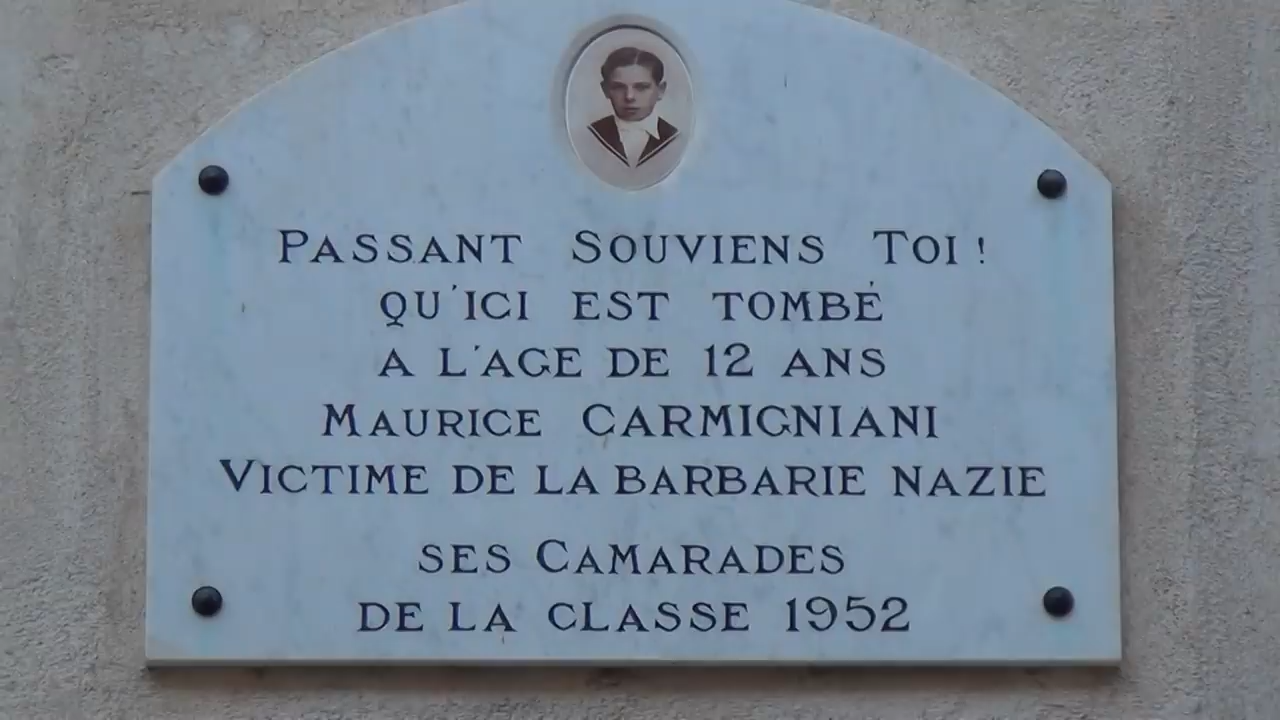 PASSANT SOUVIENS TOI !
QU'ICI EST TOMBÉ
A L'AGE DE 12 ANS
MAURICE CARMIGNIANI
VICTIME DE LA BARBARIE NAZIE
SES CAMARADES
DE LA CLASSE 1952